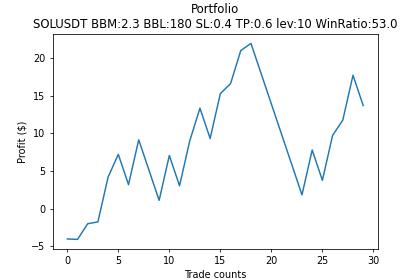 Portfolio
SOLUSDT BBM:2.3 BBL:180 SL:0.4 TP:0.6 lev:10 WinRatio:53.0
Profit ($)
20
15
10
5
0
−5
0 5 10 15 20 25 30
Trade counts